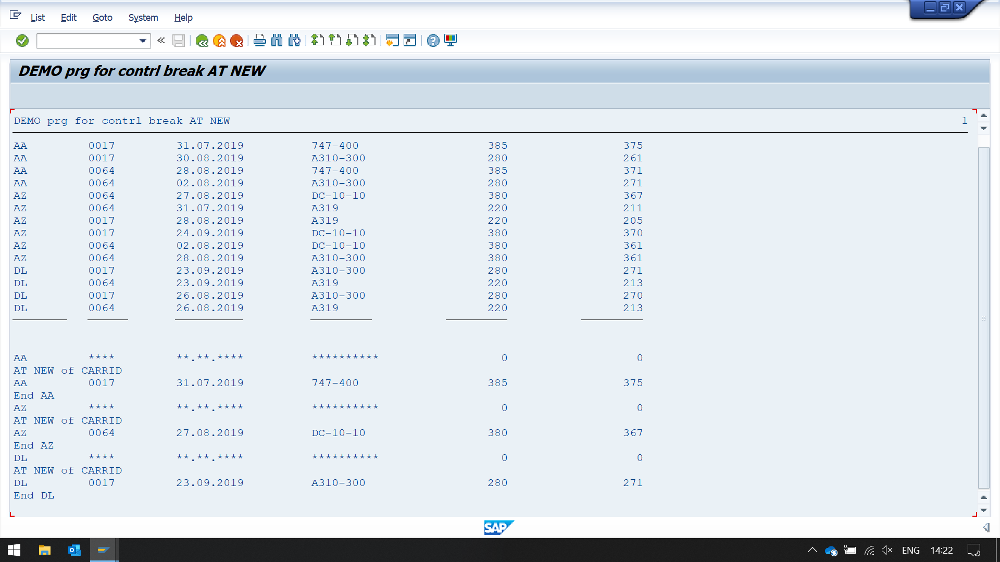 List Edit Goto System Help
DEMO prg for contrl break AT NEW
DEMO prg for contrl break AT NEW 1
AA 0017 31.07.2019 747-400 385 375
AA 0017 30.08.2019 A310-300 280 261
AA 0064 28.08.2019 747-400 385 371
AA 0064 02.08.2019 A310-300 280 271
AZ 0064 27.08.2019 DC-10-10 380 367
AZ 0064 31.07.2019 A319 220 211
AZ 0017 28.08.2019 A319 220 205
AZ 0017 24.09.2019 DC-10-10 380 370
AZ 0064 02.08.2019 DC-10-10 380 361
AZ 0064 28.08.2019 A310-300 380 361
DL 0017 23.09.2019 A310-300 280 271
DL 0064 23.09.2019 A319 220 213
DL 0017 26.08.2019 A310-300 280 270
DL 0064 26.08.2019 A319 220 213
AA **** **.**.**** ********** 0 0
AT NEW of CARRID
AA 0017 31.07.2019 747-400 385 375
End AA
AZ **** **.**.**** ********** 0 0
AT NEW of CARRID
AZ 0064 27.08.2019 DC-10-10 380 367
End AZ
DL **** **.**.**** ********** 0 0
AT NEW of CARRID
DL 0017 23.09.2019 A310-300 280 271
End DL
SAP
ENG 14:22